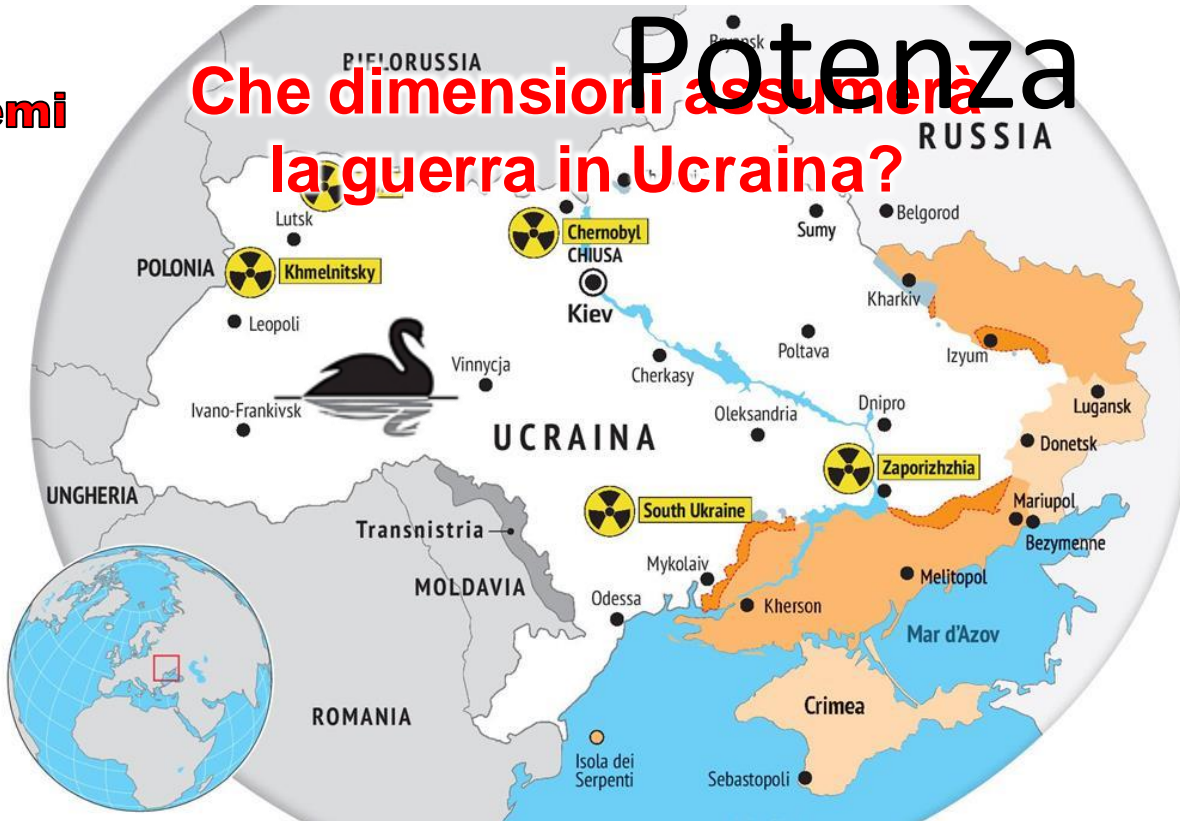 Potenza
emi
Che dimensioni assumerà
la guerra in Ucraina?
BIELORUSSIA
RUSSIA
Lutsk
Chernobyl
CHIUSA
Sumy
Belgorod
POLONIA
Khmelnitsky
Kiev
Kharkiv
Leopoli
Vinnycja
Cherkasy
Poltava
Izyum
Ivano-Frankivsk
Oleksandria
Dnipro
Lugansk
UCRAINA
Donetsk
Zaporizhzhia
UNGHERIA
South Ukraine
Mariupol
Transnistria
Bezymenne
Mykolaiv
Melitopol
MOLDAVIA
Odessa
Kherson
Mar d'Azov
Crimea
ROMANIA
Isola dei
Serpenti
Sebastopoli